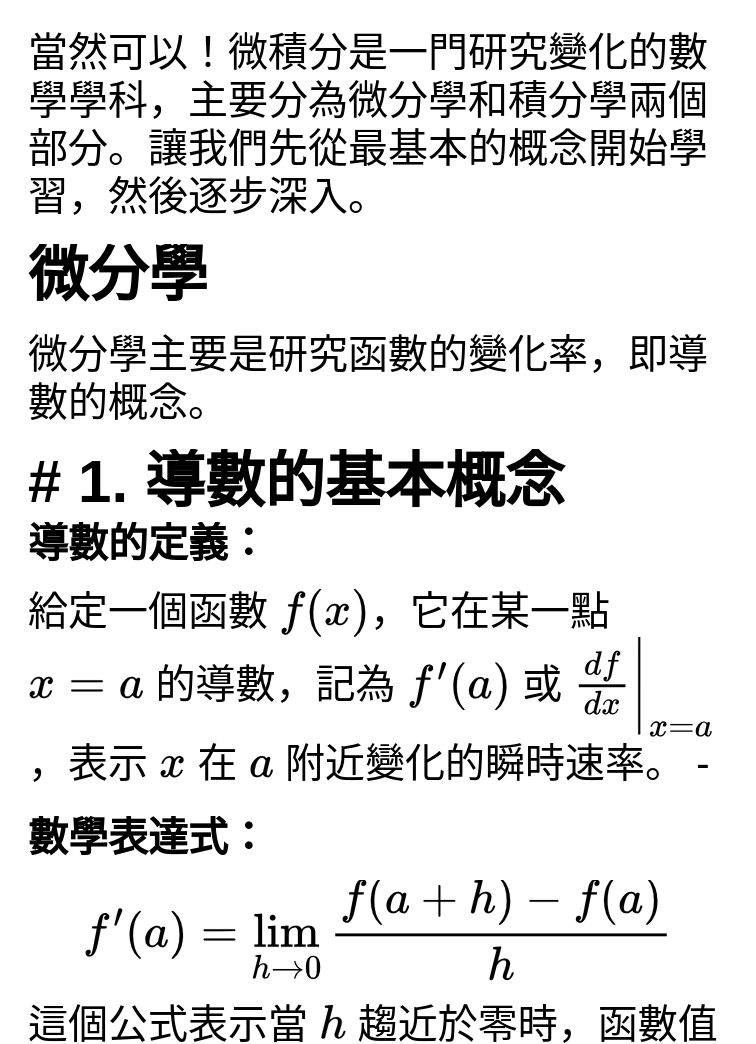 當然可以！微積分是一門研究變化的數
學學科，主要分為微分學和積分學兩個
部分。讓我們先從最基本的概念開始學
習，然後逐步深入。
微分學
微分學主要是研究函數的變化率，即導
數的概念。
# 1. 導數的基本概念
導數的定義：
給定一個函數 f(x)，它在某一點
x = a 的導數，記為 f′(a) 或 df/dx|x=a
，表示 x 在 a 附近變化的瞬時速率。 -
數學表達式：
f′(a) = lim h→0 f(a + h) − f(a) / h
這個公式表示當 h 趨近於零時，函數值